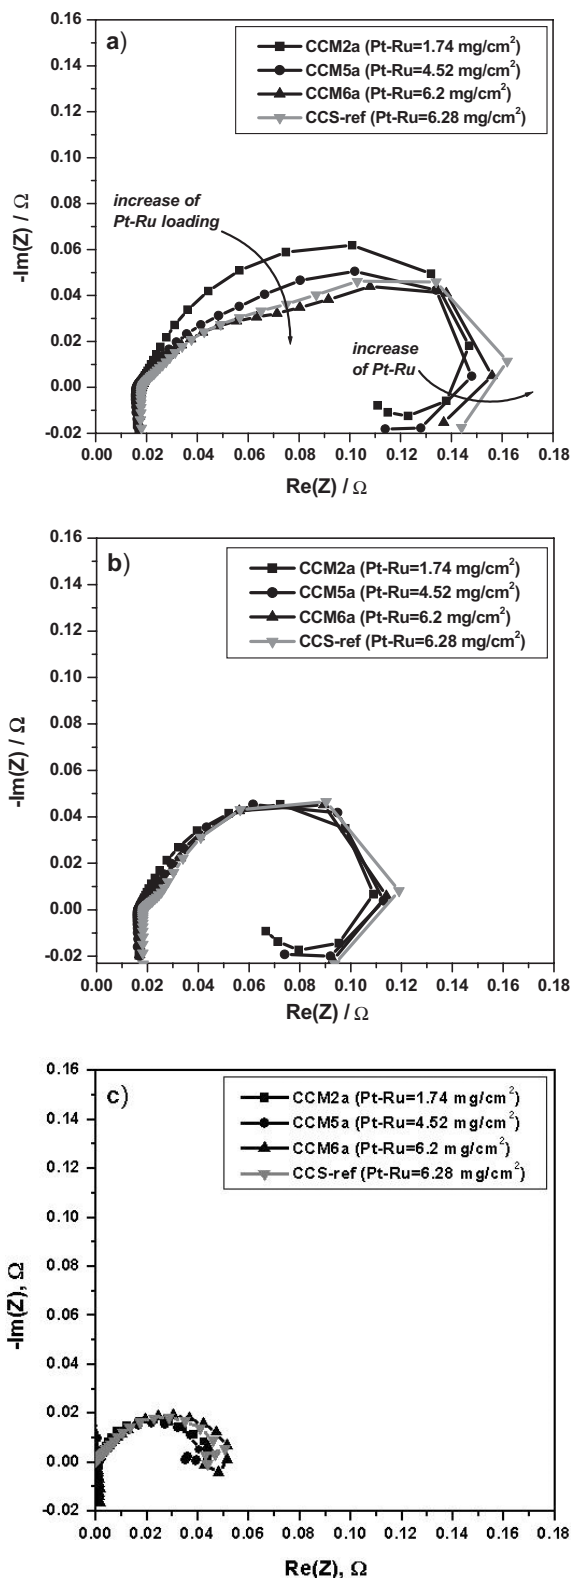 a)
CCM2a (Pt-Ru=1.74 mg/cm²)
CCM5a (Pt-Ru=4.52 mg/cm²)
CCM6a (Pt-Ru=6.2 mg/cm²)
CCS-ref (Pt-Ru=6.28 mg/cm²)
0.16
0.14
0.12
0.10
0.08
0.06
0.04
0.02
0.00
-0.02
-Im(Z) / Ω
increase of
Pt-Ru loading
increase
of Pt-Ru
0.00 0.02 0.04 0.06 0.08 0.10 0.12 0.14 0.16 0.18
Re(Z) / Ω
b)
CCM2a (Pt-Ru=1.74 mg/cm²)
CCM5a (Pt-Ru=4.52 mg/cm²)
CCM6a (Pt-Ru=6.2 mg/cm²)
CCS-ref (Pt-Ru=6.28 mg/cm²)
0.16
0.14
0.12
0.10
0.08
0.06
0.04
0.02
0.00
-0.02
-Im(Z) / Ω
0.00 0.02 0.04 0.06 0.08 0.10 0.12 0.14 0.16 0.18
Re(Z) / Ω
c)
CCM2a (Pt-Ru=1.74 mg/cm²)
CCM5a (Pt-Ru=4.52 mg/cm²)
CCM6a (Pt-Ru=6.2 mg/cm²)
CCS-ref (Pt-Ru=6.28 mg/cm²)
0.16
0.14
0.12
0.10
0.08
0.06
0.04
0.02
0.00
-0.02
-Im(Z), Ω
0.00 0.02 0.04 0.06 0.08 0.10 0.12 0.14 0.16 0.18
Re(Z), Ω